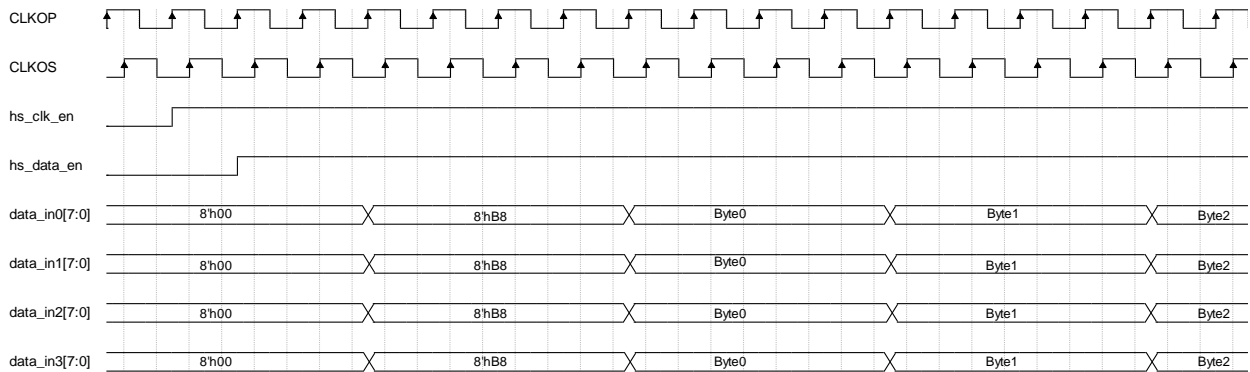 CLKOP
CLKOS
hs_clk_en
hs_data_en
data_in0[7:0] 8'h00 8'hB8 Byte0 Byte1 Byte2
data_in1[7:0] 8'h00 8'hB8 Byte0 Byte1 Byte2
data_in2[7:0] 8'h00 8'hB8 Byte0 Byte1 Byte2
data_in3[7:0] 8'h00 8'hB8 Byte0 Byte1 Byte2